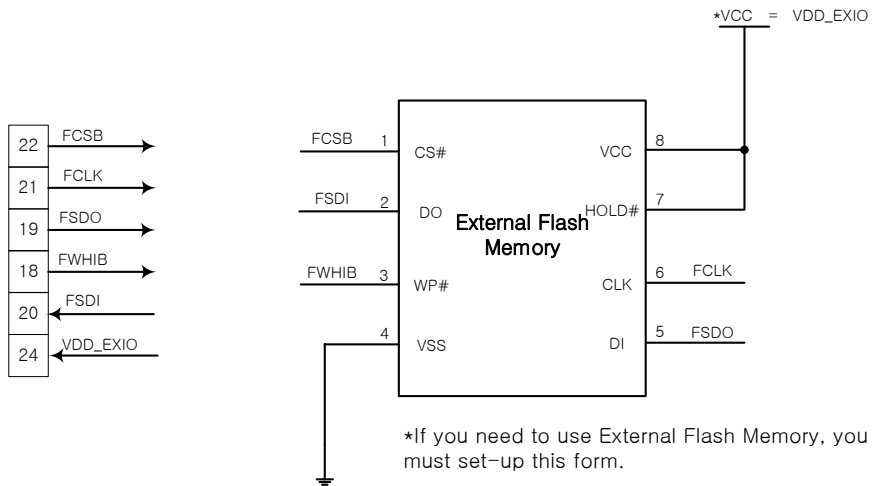 *VCC = VDD_EXIO
22 FCSB
21 FCLK
19 FSDO
18 FWHIB
20 FSDI
24 VDD_EXIO
FCSB 1 CS#
FSDI 2 DO
FWHIB 3 WP#
4 VSS
External Flash
Memory
VCC 8
HOLD# 7
CLK 6 FCLK
DI 5 FSDO
*If you need to use External Flash Memory, you
must set-up this form.